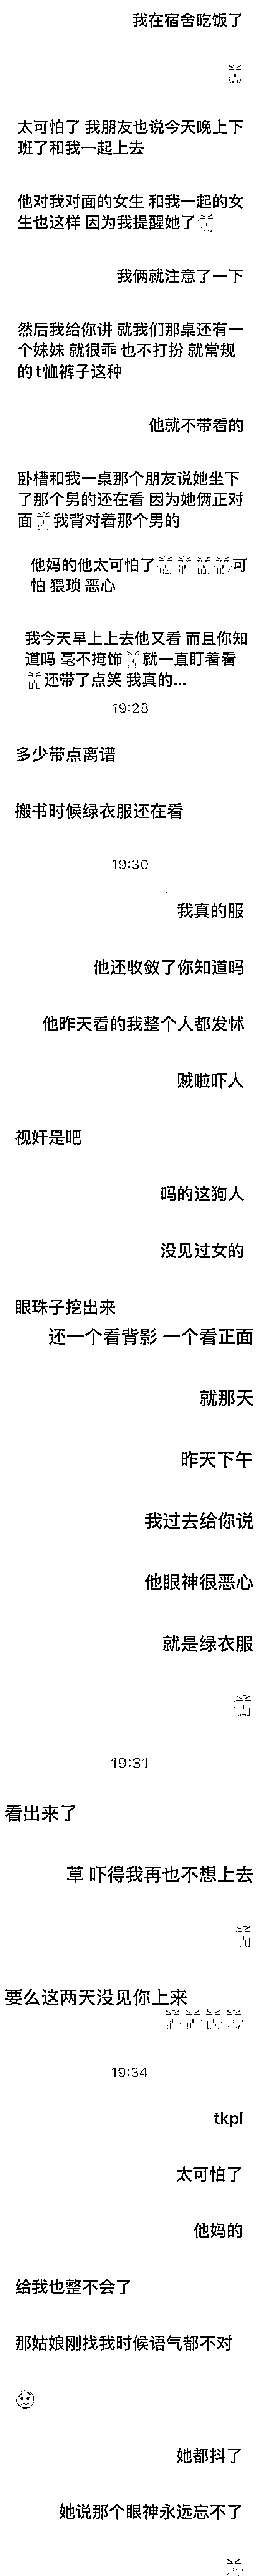 我在宿舍吃饭了
太可怕了 我朋友也说今天晚上下
班了和我一起上去
他对我对面的女生 和我一起的女
生也这样 因为我提醒她了
我俩就注意了一下
然后我给你讲 就我们那桌还有一
个妹妹 就很乖 也不打扮 就常规
的t恤裤子这种
他就不带看的
卧槽和我一桌那个朋友说她坐下
了那个男的还在看 因为她俩正对
面我背对着那个男的
他妈的他太可怕了可
怕 猥琐 恶心
我今天早上上去他又看 而且你知
道吗 毫不掩饰就一直盯着看
还带了点笑 我真的...
19:28
多少带点离谱
搬书时候绿衣服还在看
19:30
我真的服
他还收敛了你知道吗
他昨天看的我整个人都发怵
贼啦吓人
视奸是吧
吗的这狗人
没见过女的
眼珠子挖出来
还一个看背影 一个看正面
就那天
昨天下午
我过去给你说
他眼神很恶心
就是绿衣服
19:31
看出来了
草 吓得我再也不想上去
要么这两天没见你上来
19:34
tkpl
太可怕了
他妈的
给我也整不会了
那姑娘刚找我时候语气都不对
她都抖了
她说那个眼神永远忘不了